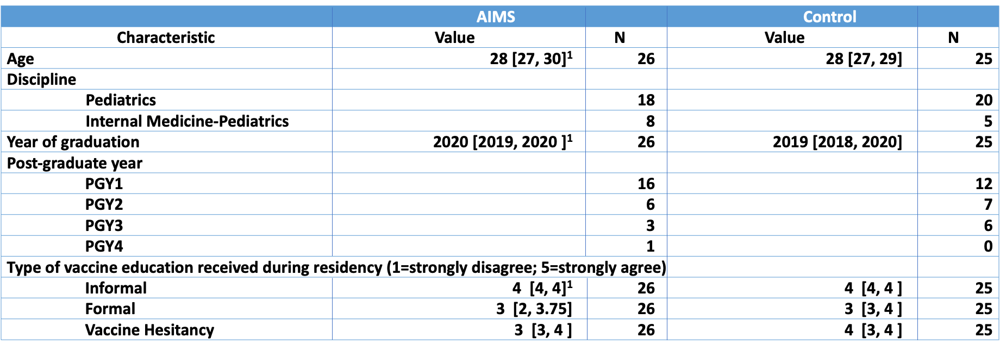 AIMS Control
Characteristic Value N Value N
Age 28 [27, 30]¹ 26 28 [27, 29] 25
Discipline
Pediatrics 18 20
Internal Medicine-Pediatrics 8 5
Year of graduation 2020 [2019, 2020 ]¹ 26 2019 [2018, 2020] 25
Post-graduate year
PGY1 16 12
PGY2 6 7
PGY3 3 6
PGY4 1 0
Type of vaccine education received during residency (1=strongly disagree; 5=strongly agree)
Informal 4 [4, 4]¹ 26 4 [4, 4 ] 25
Formal 3 [2, 3.75] 26 3 [3, 4 ] 25
Vaccine Hesitancy 3 [3, 4 ] 26 4 [3, 4 ] 25